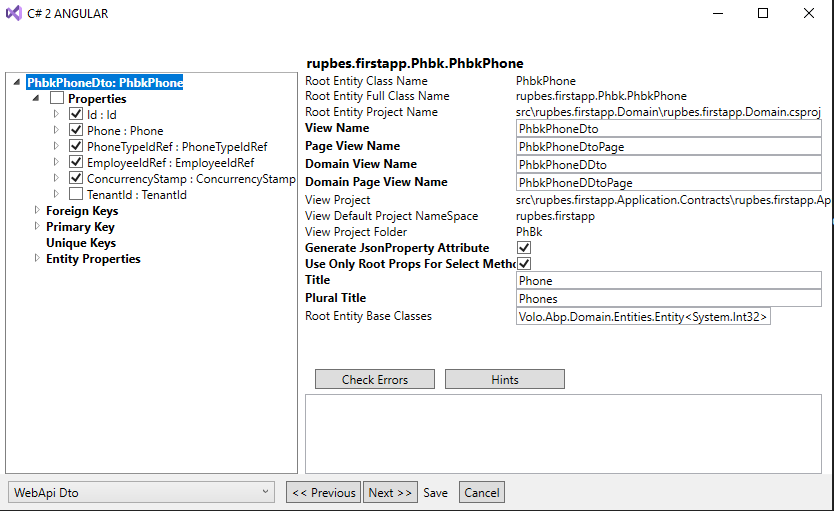 C# 2 ANGULAR
PhbkPhoneDto: PhbkPhone
Properties
Id : Id
Phone : Phone
PhoneTypeIdRef : PhoneTypeIdRef
EmployeeIdRef : EmployeeIdRef
ConcurrencyStamp : ConcurrencyStamp
TenantId : TenantId
Foreign Keys
Primary Key
Unique Keys
Entity Properties
rupbes.firstapp.Phbk.PhbkPhone
Root Entity Class Name PhbkPhone
Root Entity Full Class Name rupbes.firstapp.Phbk.PhbkPhone
Root Entity Project Name src\rupbes.firstapp.Domain\rupbes.firstapp.Domain.csproj
View Name PhbkPhoneDto
Page View Name PhbkPhoneDtoPage
Domain View Name PhbkPhoneDDto
Domain Page View Name PhbkPhoneDDtoPage
View Project src\rupbes.firstapp.Application.Contracts\rupbes.firstapp.Ap
View Default Project NameSpace rupbes.firstapp
View Project Folder PhBk
Generate JsonProperty Attribute
Use Only Root Props For Select Metho
Title Phone
Plural Title Phones
Root Entity Base Classes Volo.Abp.Domain.Entities.Entity<System.Int32>
Check Errors Hints
WebApi Dto << Previous Next >> Save Cancel